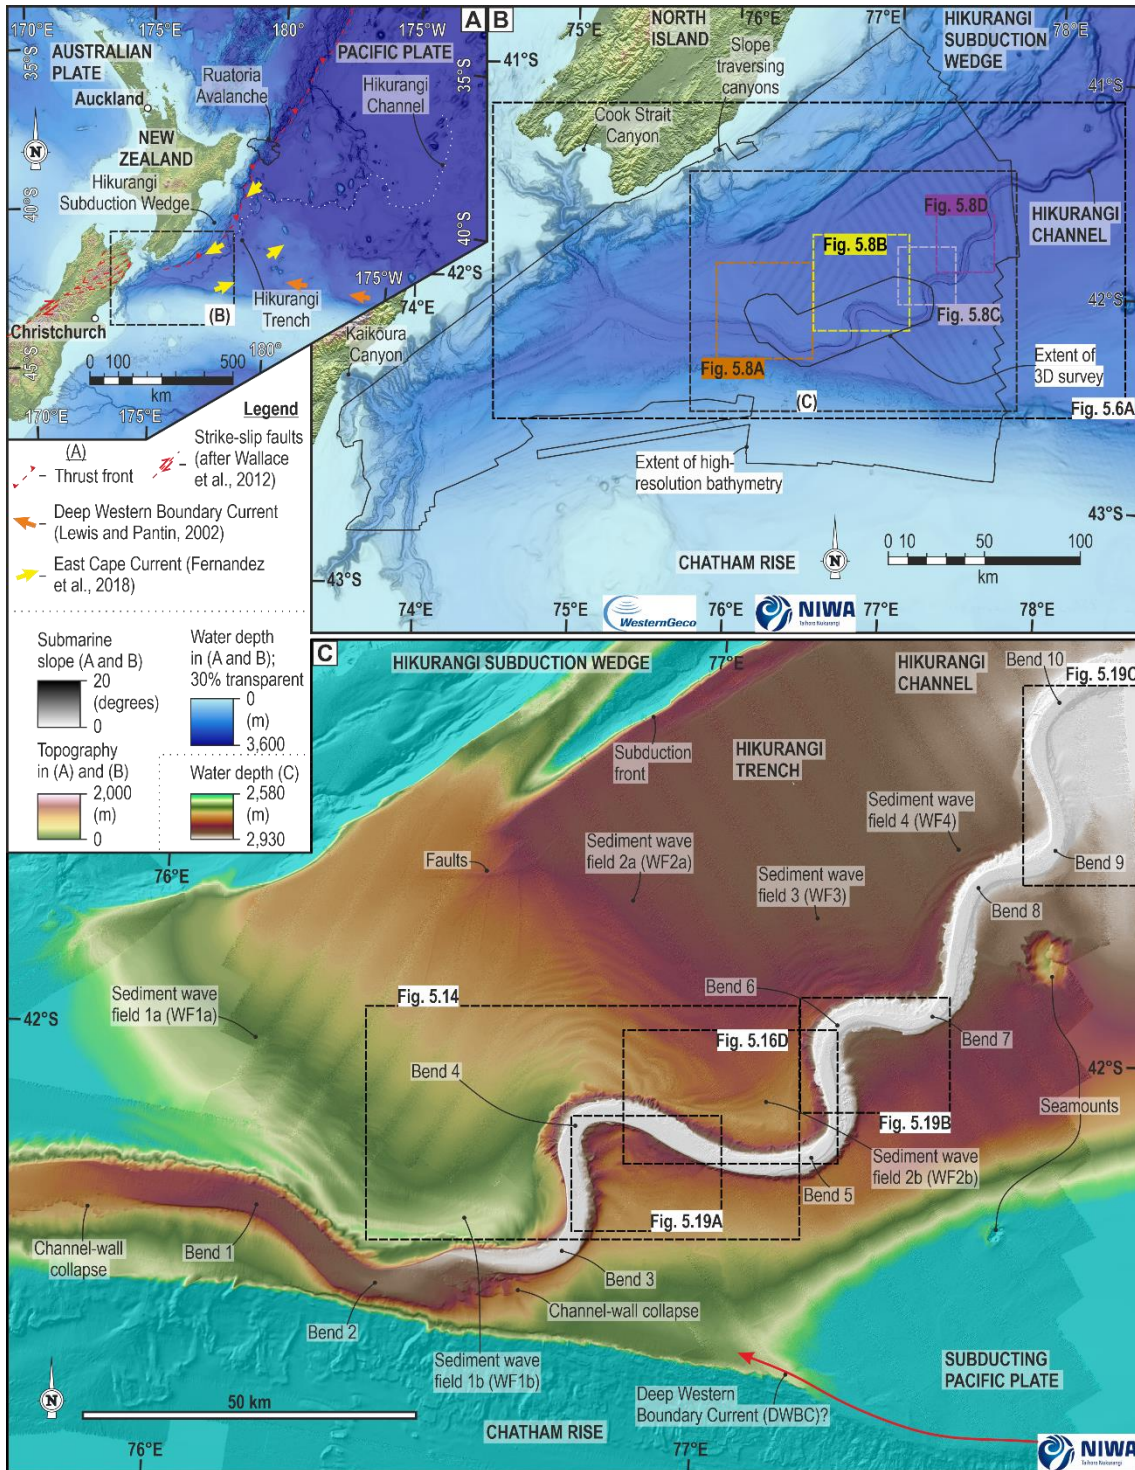 A
170°E
175°E
180°
175°W
AUSTRALIAN
PLATE
PACIFIC PLATE
35°S
35°S
Ruatoria
Avalanche
Hikurangi
Channel
Auckland
N
NEW
ZEALAND
Hikurangi
Subduction Wedge
40°S
40°S
175°W
(B)
Hikurangi
Trench
Christchurch
180°
0 100
500
km
45°S
170°E
175°E
B
75°E
NORTH
ISLAND
76°E
77°E
HIKURANGI
SUBDUCTION
WEDGE
78°E
41°S
41°S
Slope
traversing
canyons
Cook Strait
Canyon
Fig. 5.8D
HIKURANGI
CHANNEL
Fig. 5.8B
42°S
42°S
74°E
Fig. 5.8C
Kaikōura
Canyon
Fig. 5.8A
Extent of
3D survey
(C)
Fig. 5.6A
Extent of high-
resolution bathymetry
43°S
43°S
CHATHAM RISE
N
0 10
50
100
km
74°E
75°E
76°E
77°E
78°E
WesternGeco
NIWA
Taihoro Nukurangi
Legend
(A)
Thrust front
Strike-slip faults
(after Wallace
et al., 2012)
Deep Western Boundary Current
(Lewis and Pantin, 2002)
East Cape Current (Fernandez
et al., 2018)
Submarine
slope (A and B)
20
(degrees)
0
Water depth
in (A and B);
30% transparent
0
(m)
3,600
Topography
in (A) and (B)
2,000
(m)
0
Water depth (C)
2,580
(m)
2,930
C
HIKURANGI SUBDUCTION WEDGE
77°E
HIKURANGI
CHANNEL
Bend 10
Fig. 5.19C
Subduction
front
HIKURANGI
TRENCH
Sediment wave
field 4 (WF4)
Sediment wave
field 2a (WF2a)
76°E
Faults
Sediment wave
field 3 (WF3)
Bend 9
Bend 8
Sediment wave
field 1a (WF1a)
Fig. 5.14
Bend 6
42°S
Fig. 5.16D
Bend 7
Bend 4
42°S
Seamounts
Fig. 5.19B
Sediment wave
field 2b (WF2b)
Bend 5
Fig. 5.19A
Channel-wall
collapse
Bend 1
Bend 3
Channel-wall collapse
Bend 2
Sediment wave
field 1b (WF1b)
SUBDUCTING
PACIFIC PLATE
N
50 km
Deep Western
Boundary Current (DWBC)?
CHATHAM RISE
76°E
77°E
NIWA
Taihoro Nukurangi